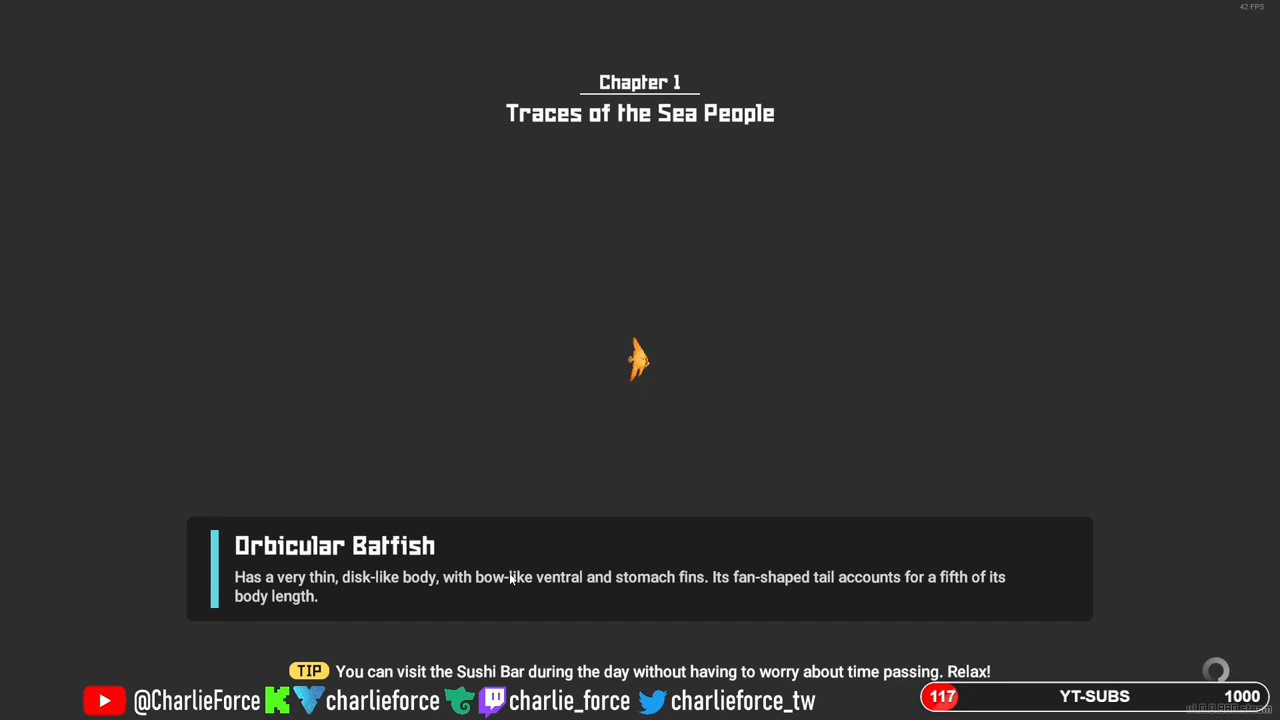 42 FPS
Chapter 1
Traces of the Sea People
Orbicular Batfish
Has a very thin, disk-like body, with bow-like ventral and stomach fins. Its fan-shaped tail accounts for a fifth of its
body length.
TIP You can visit the Sushi Bar during the day without having to worry about time passing. Relax!
@CharlieForce charlieforce charlie_force charlieforce_tw 117 YT-SUBS 1000